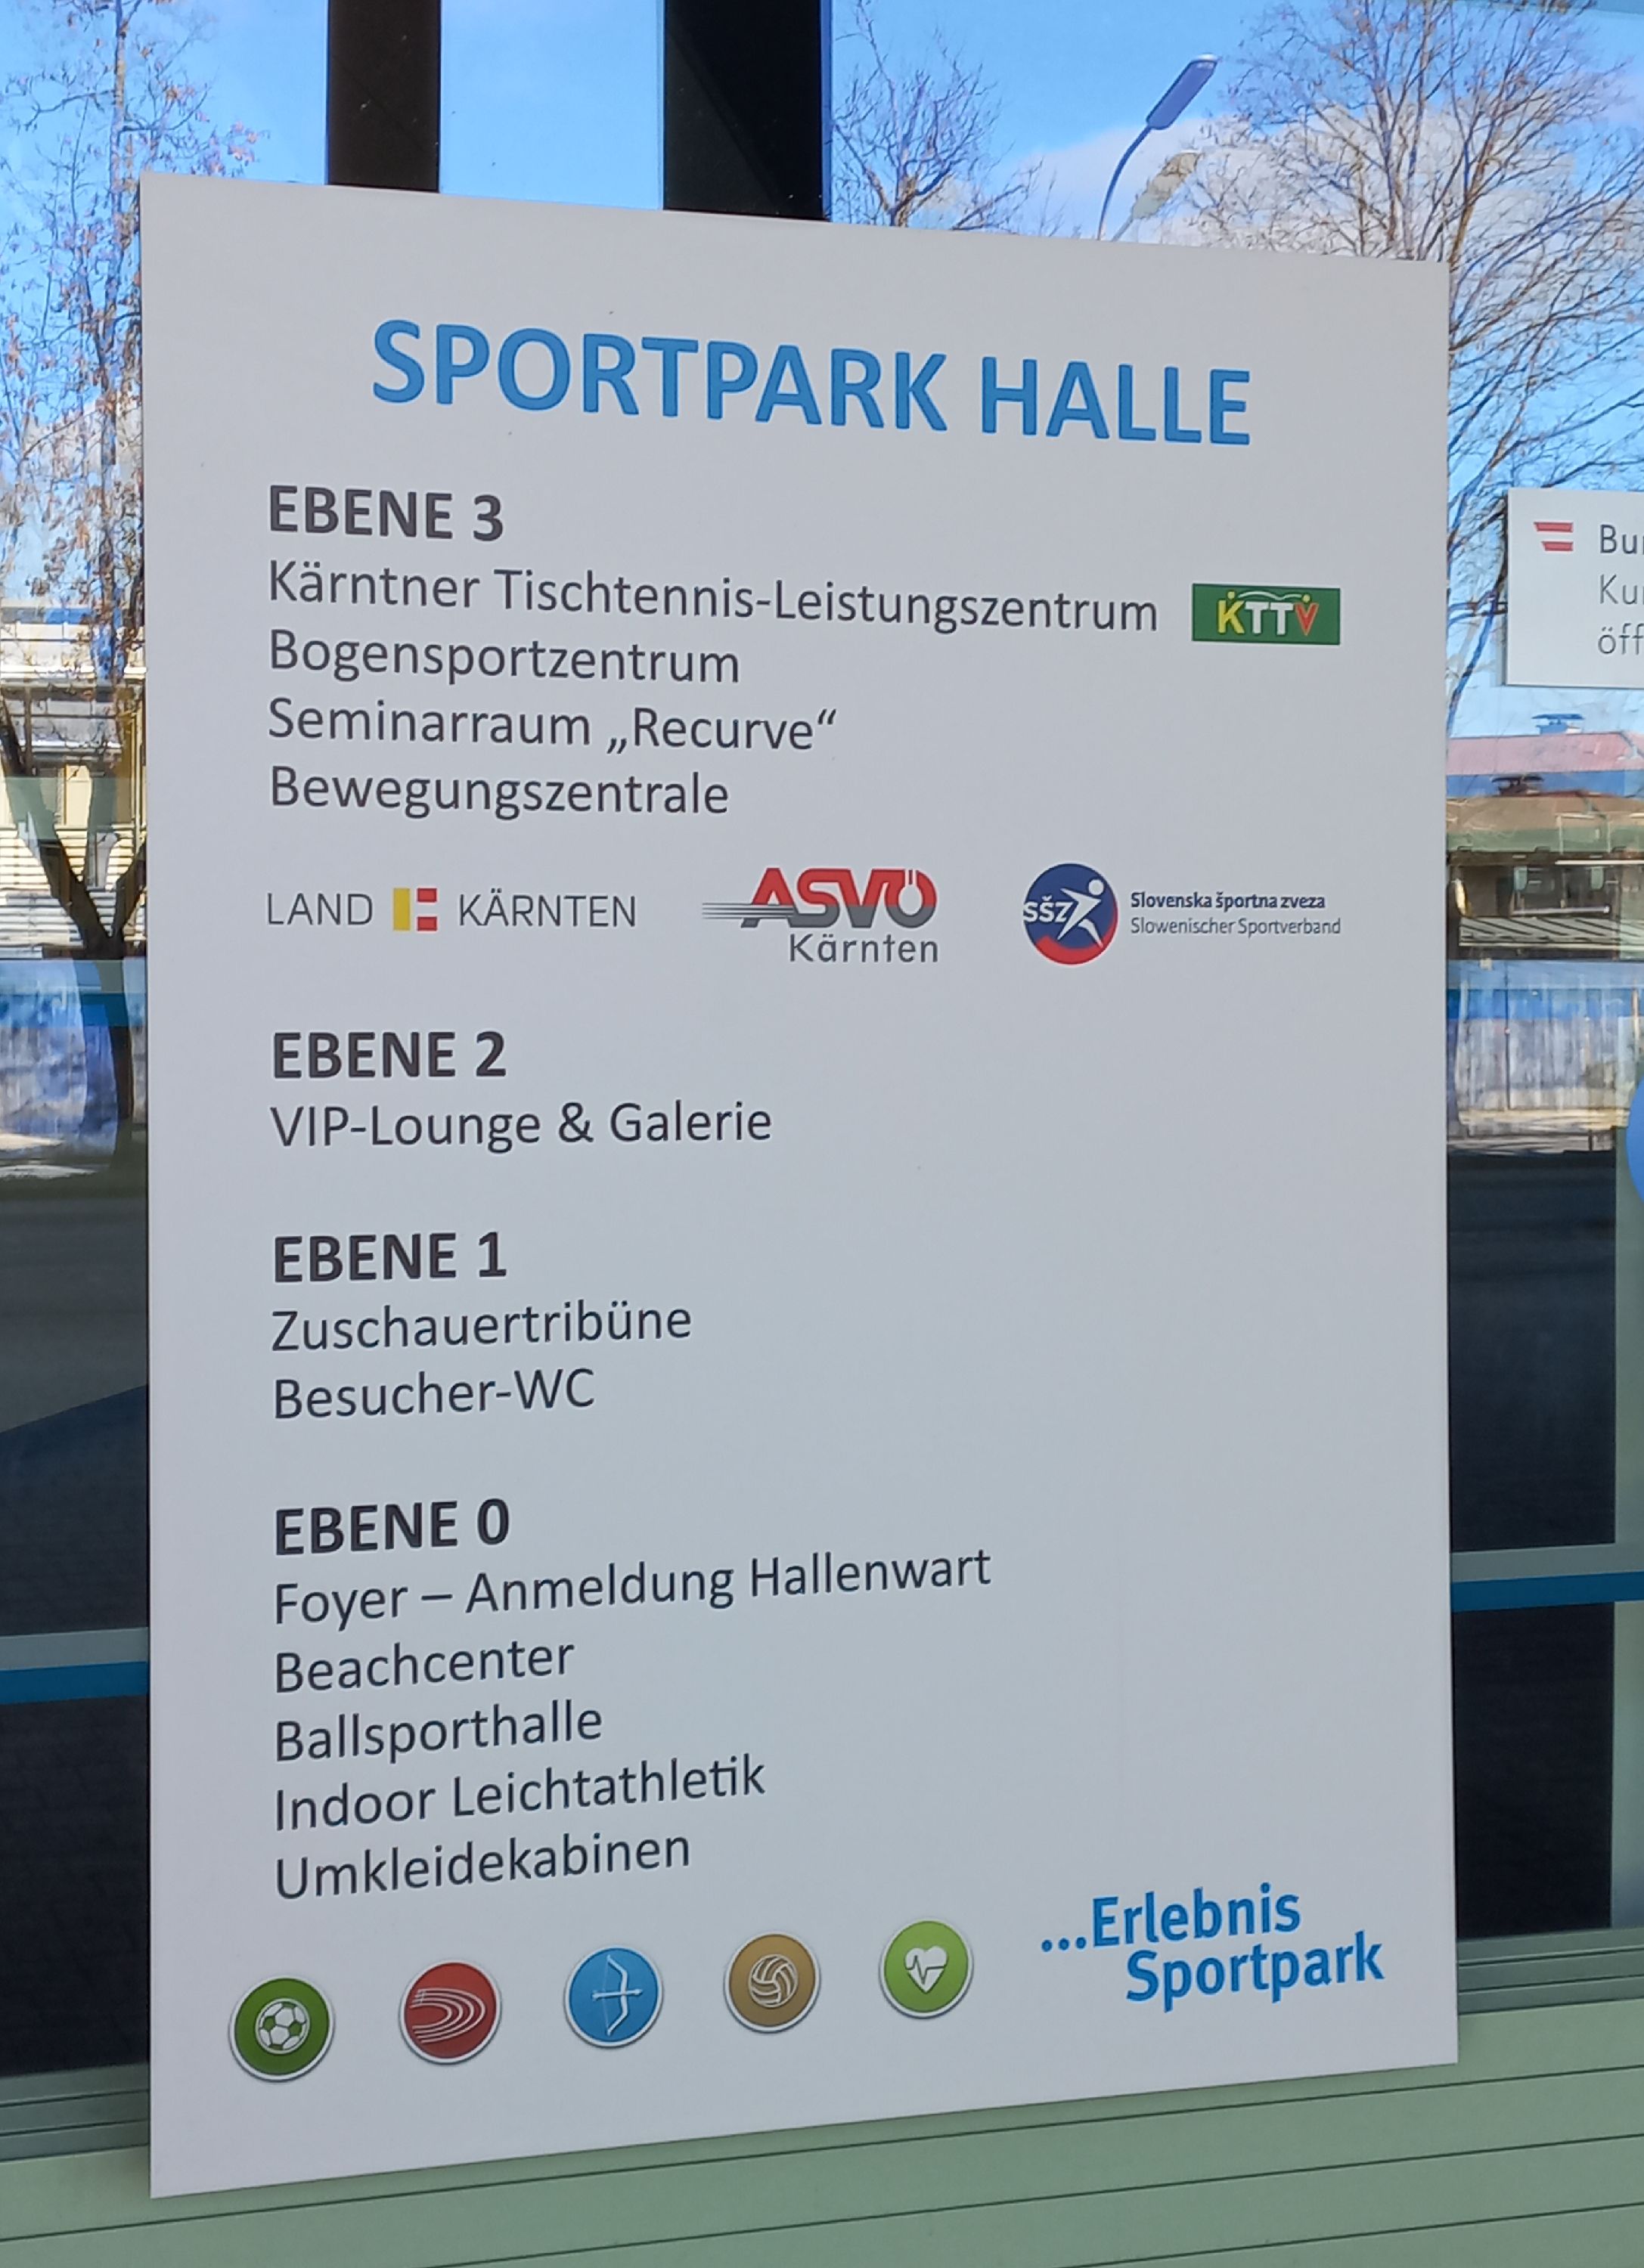 SPORTPARK HALLE
EBENE 3
Kärntner Tischtennis-Leistungszentrum KTTV
Bogensportzentrum
Seminarraum „Recurve“
Bewegungszentrale
LAND KÄRNTEN
ASVÖ
Kärnten
SŠZ
Slovenska športna zveza
Slowenischer Sportverband
EBENE 2
VIP-Lounge & Galerie
EBENE 1
Zuschauertribüne
Besucher-WC
EBENE 0
Foyer – Anmeldung Hallenwart
Beachcenter
Ballsporthalle
Indoor Leichtathletik
Umkleidekabinen
...Erlebnis
Sportpark